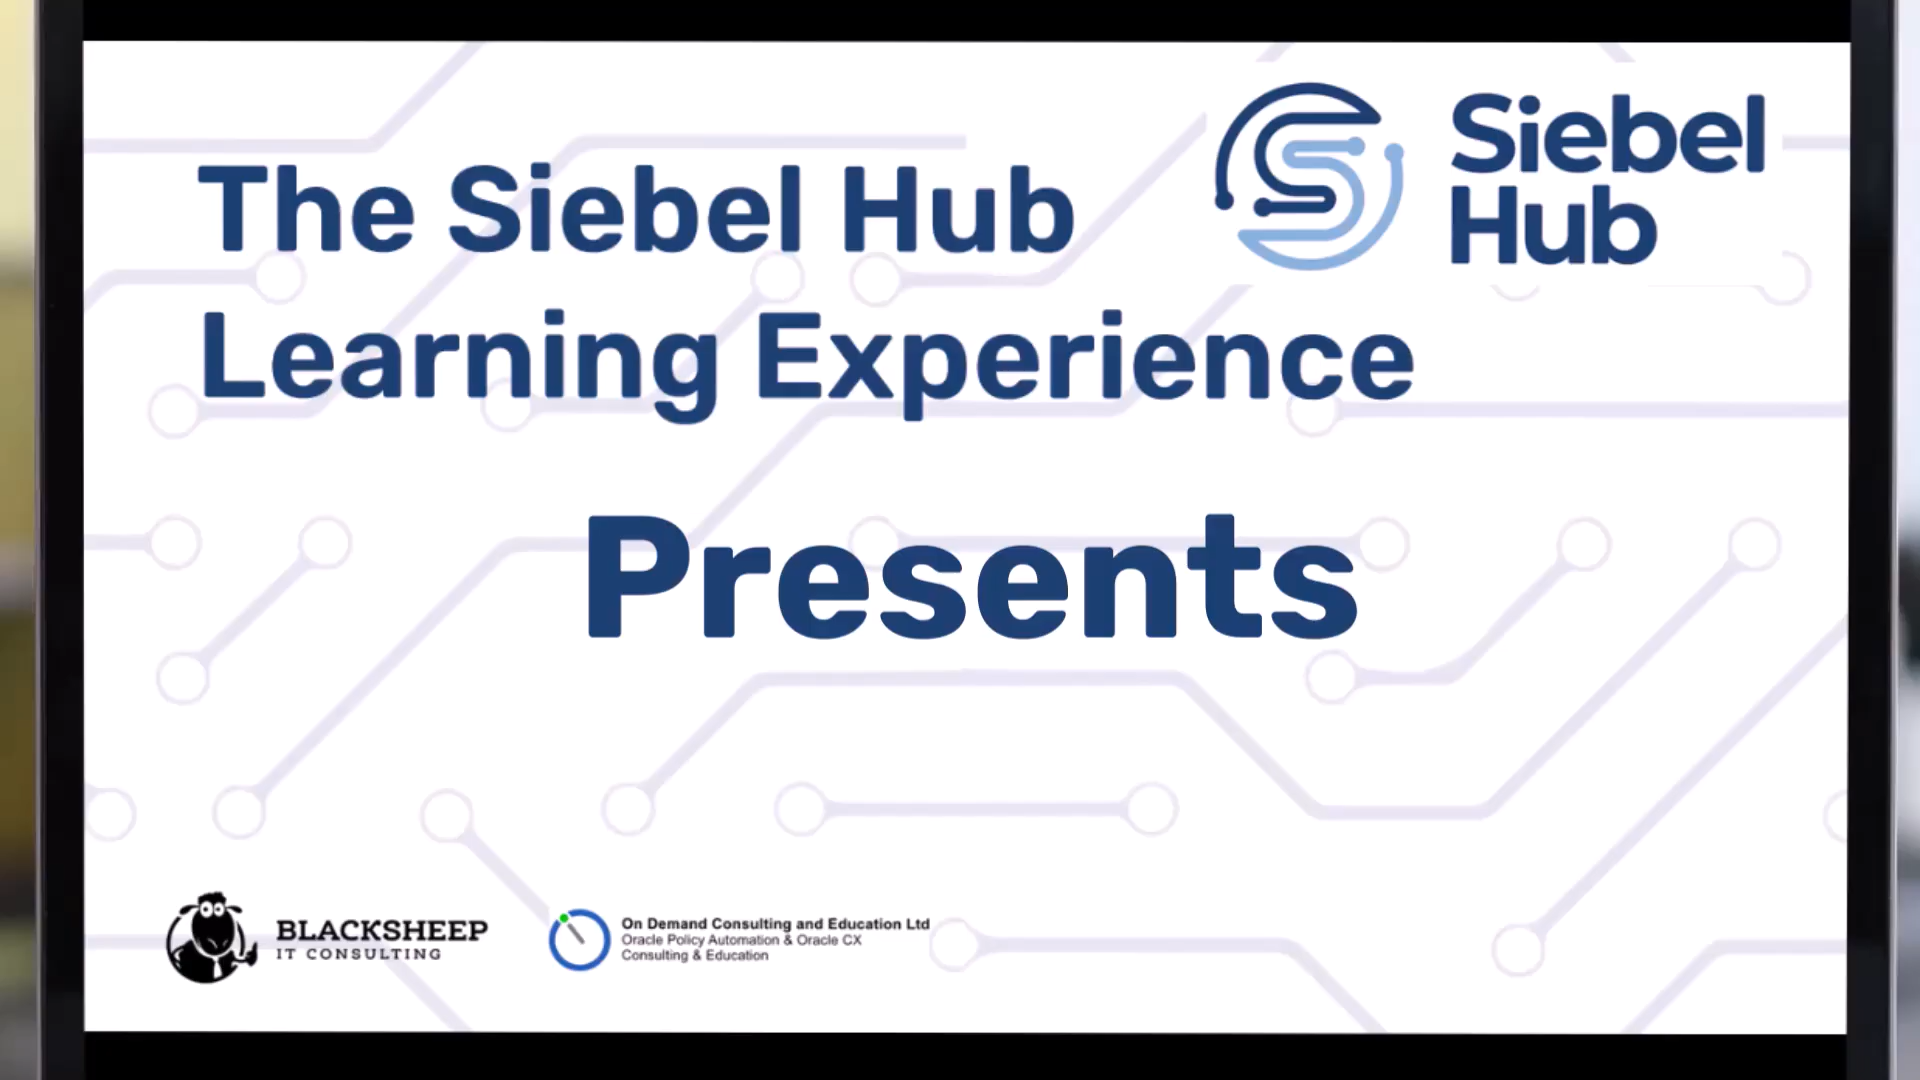 The Siebel Hub
Learning Experience
Presents
Siebel
Hub
BLACKSHEEP
IT CONSULTING
On Demand Consulting and Education Ltd
Oracle Policy Automation & Oracle CX
Consulting & Education